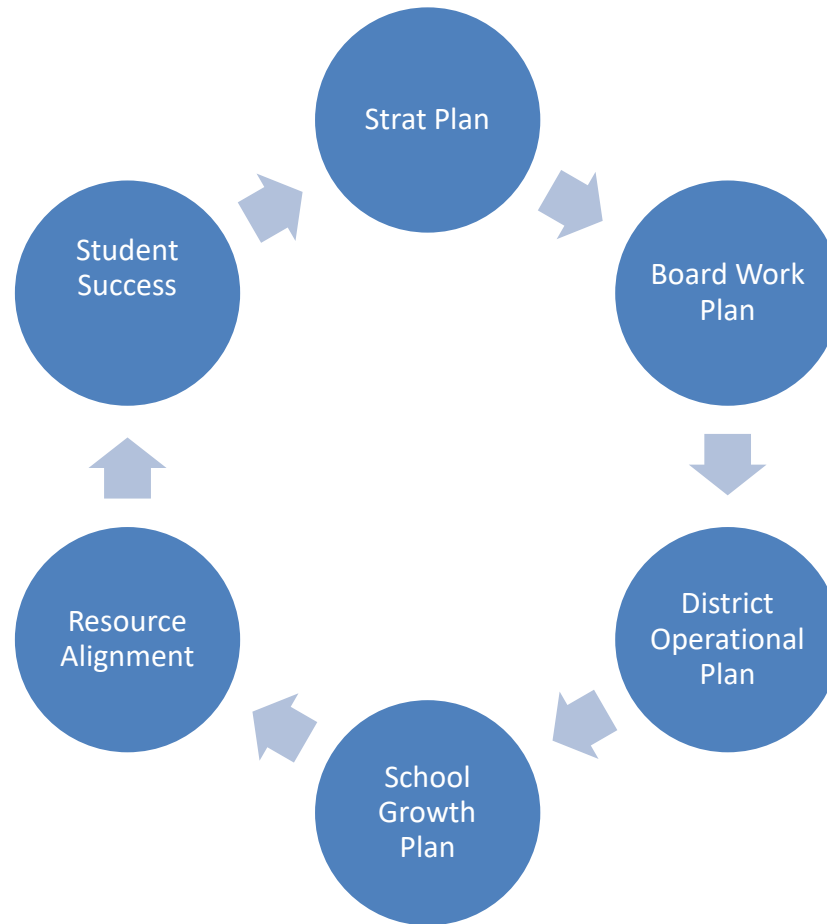 Strat Plan
Board Work
Plan
District
Operational
Plan
School
Growth
Plan
Resource
Alignment
Student
Success